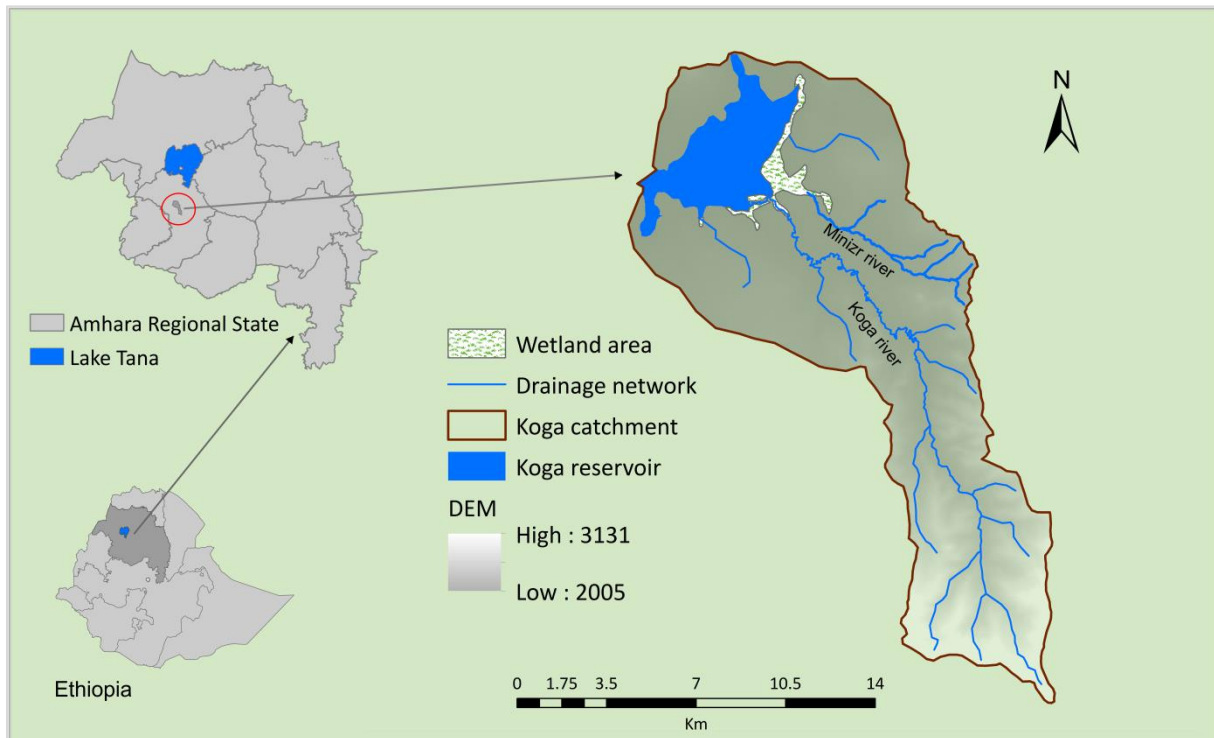 N
Minizr river
Koga river
Amhara Regional State
Lake Tana
Wetland area
Drainage network
Koga catchment
Koga reservoir
DEM
High : 3131
Low : 2005
Ethiopia
0 1.75 3.5 7 10.5 14
Km